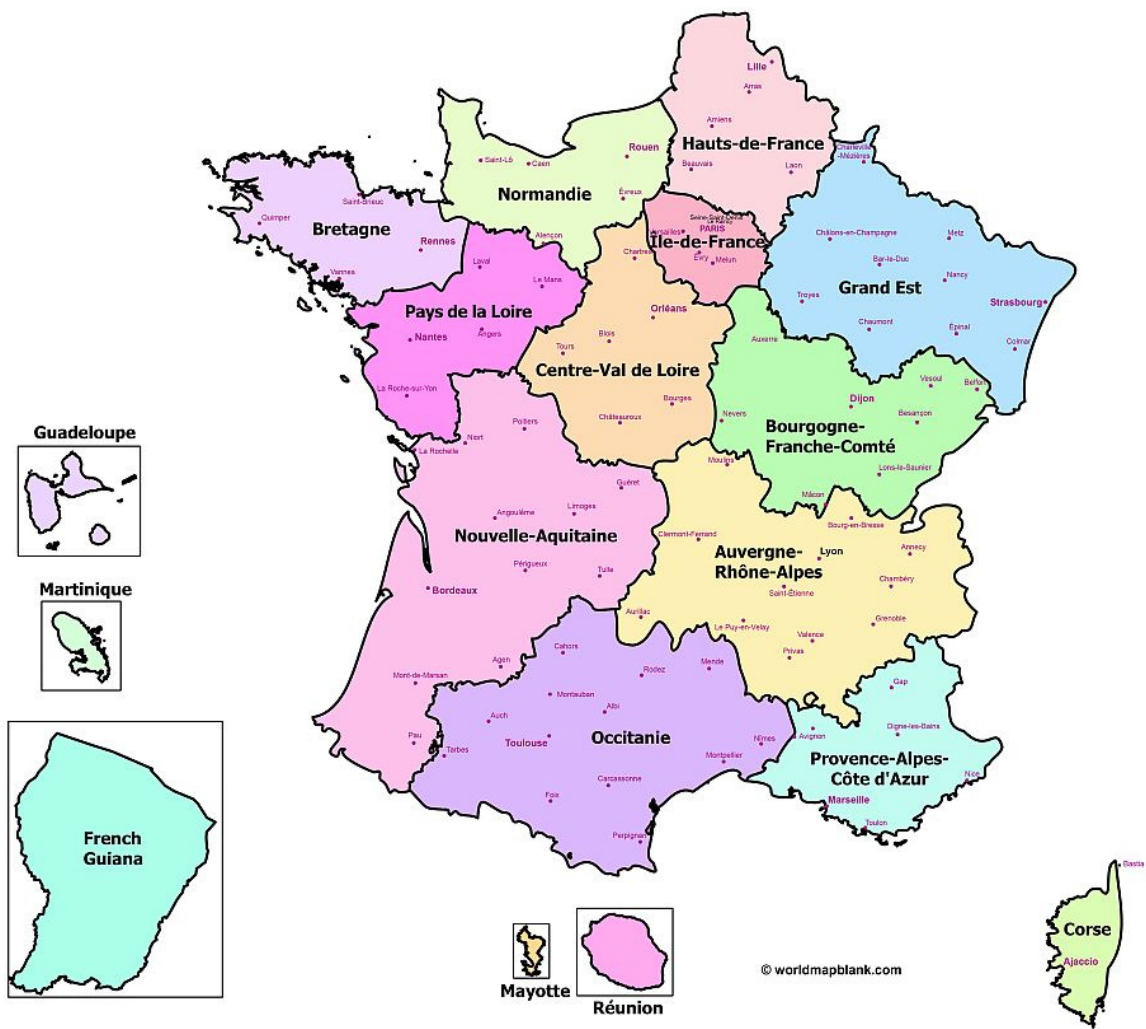 Lille
Arras
Amiens
Hauts-de-France
Beauvais
Laon
Charleville
-Mézières
Saint-Lô
Caen
Rouen
Normandie
Évreux
Alençon
Saint-Brieuc
Quimper
Bretagne
Rennes
Vannes
Seine-Saint-Denis
PARIS
Versailles
Île-de-France
Évry
Melun
Châlons-en-Champagne
Metz
Bar-le-Duc
Nancy
Grand Est
Troyes
Strasbourg
Chaumont
Épinal
Colmar
Laval
Le Mans
Pays de la Loire
Nantes
Angers
La Roche-sur-Yon
Chartres
Orléans
Blois
Tours
Centre-Val de Loire
Bourges
Châteauroux
Auxerre
Vesoul
Belfort
Dijon
Besançon
Nevers
Bourgogne-
Franche-Comté
Lons-le-Saunier
Mâcon
Poitiers
Niort
La Rochelle
Guéret
Angoulême
Limoges
Nouvelle-Aquitaine
Périgueux
Tulle
Bordeaux
Agen
Mont-de-Marsan
Pau
Moulins
Bourg-en-Bresse
Clermont-Ferrand
Lyon
Annecy
Auvergne-
Rhône-Alpes
Saint-Étienne
Chambéry
Aurillac
Le Puy-en-Velay
Grenoble
Valence
Privas
Cahors
Rodez
Mende
Montauban
Albi
Auch
Toulouse
Occitanie
Nîmes
Tarbes
Montpellier
Carcassonne
Foix
Perpignan
Gap
Avignon
Digne-les-Bains
Provence-Alpes-
Côte d'Azur
Nice
Marseille
Toulon
Bastia
Corse
Ajaccio
Guadeloupe
Martinique
French
Guiana
Mayotte
Réunion
© worldmapblank.com